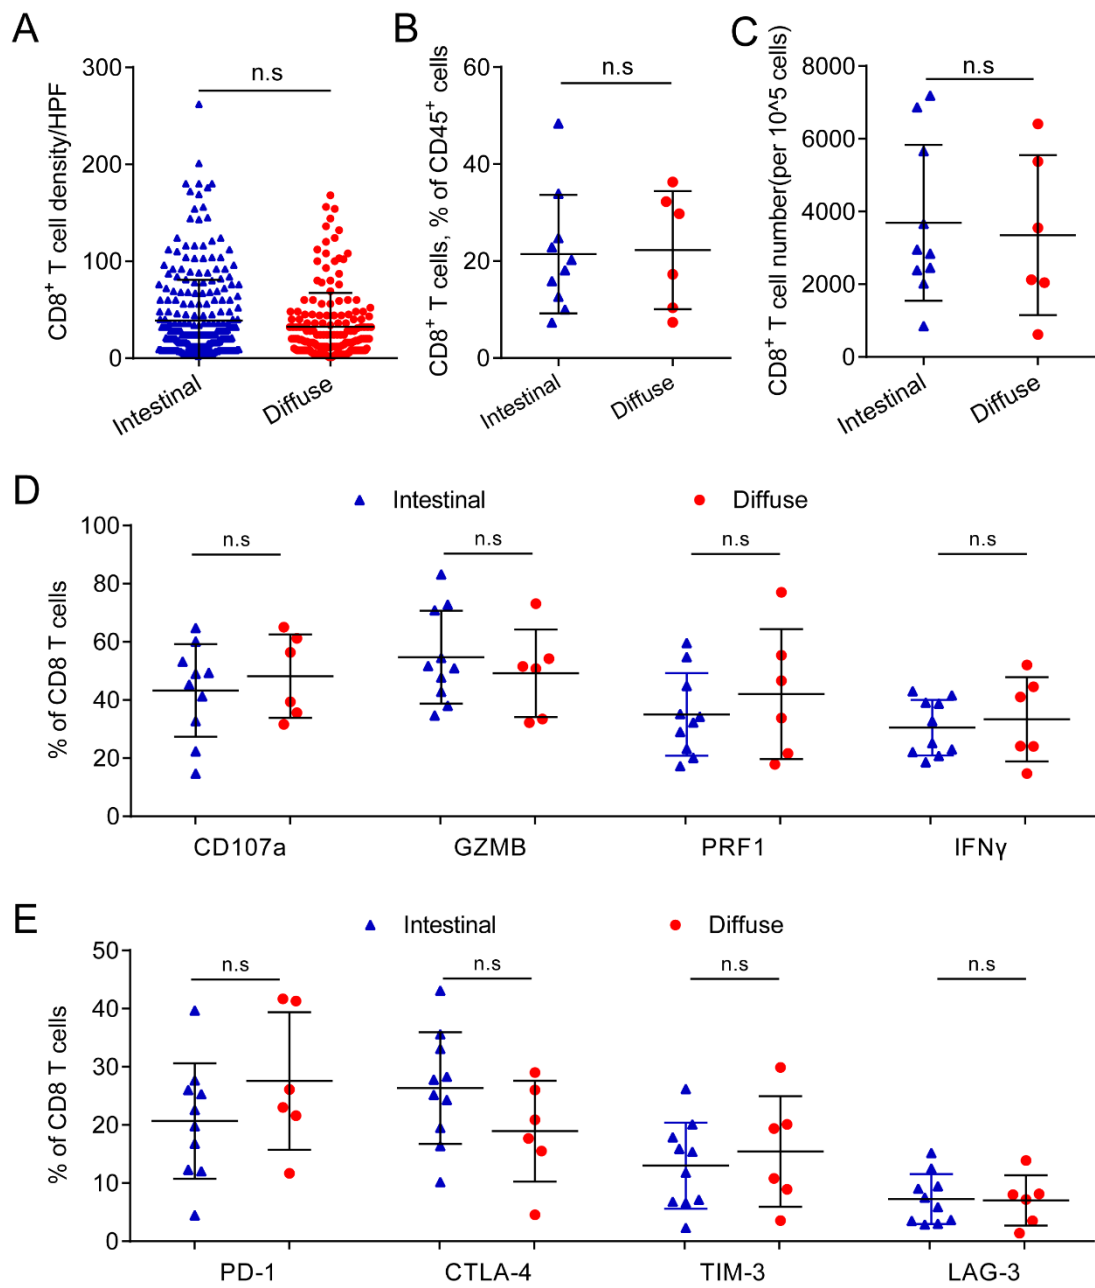 A
CD8+ T cell density/HPF
300
200
100
0
n.s
Intestinal
Diffuse
B
CD8+ T cells, % of CD45+ cells
60
40
20
0
n.s
Intestinal
Diffuse
C
CD8+ T cell number(per 10^5 cells)
8000
6000
4000
2000
0
n.s
Intestinal
Diffuse
D
Intestinal
Diffuse
% of CD8 T cells
100
80
60
40
20
0
n.s
n.s
n.s
n.s
CD107a
GZMB
PRF1
IFNγ
E
Intestinal
Diffuse
% of CD8 T cells
50
40
30
20
10
0
n.s
n.s
n.s
n.s
PD-1
CTLA-4
TIM-3
LAG-3